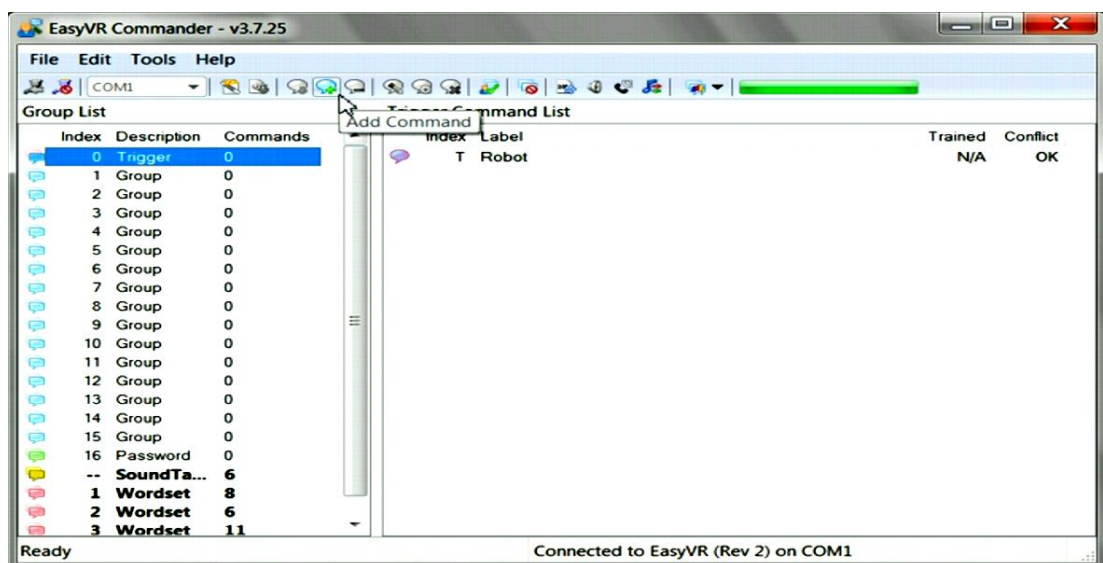 EasyVR Commander - v3.7.25
File Edit Tools Help
COM1
Group List
Trigger Command List
Add Command
Index Description Commands
Index Label Trained Conflict
0 Trigger 0
T Robot N/A OK
1 Group 0
2 Group 0
3 Group 0
4 Group 0
5 Group 0
6 Group 0
7 Group 0
8 Group 0
9 Group 0
10 Group 0
11 Group 0
12 Group 0
13 Group 0
14 Group 0
15 Group 0
16 Password 0
-- SoundTa... 6
1 Wordset 8
2 Wordset 6
3 Wordset 11
Ready
Connected to EasyVR (Rev 2) on COM1